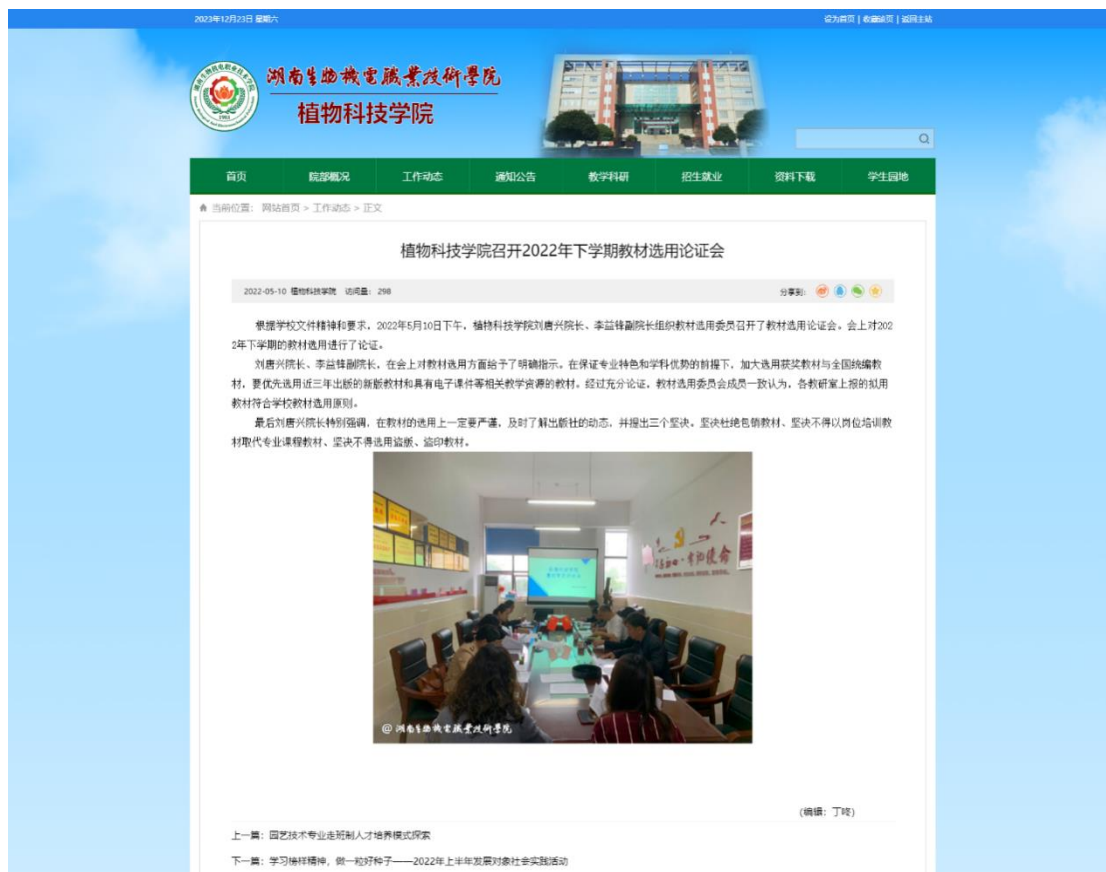 2023年12月23日 星期六
设为首页 | 收藏该页 | 返回主站
湖南生物機電職業技術學院
植物科技学院
首页 院部概况 工作动态 通知公告 教学科研 招生就业 资料下载 学生园地
当前位置: 网站首页 > 工作动态 > 正文
植物科技学院召开2022年下学期教材选用论证会
2022-05-10 植物科技学院 访问量: 298
分享到:
根据学校文件精神和要求，2022年5月10日下午，植物科技学院刘唐兴院长、李益锋副院长组织教材选用委员召开了教材选用论证会。会上对202
2年下学期的教材选用进行了论证。
刘唐兴院长、李益锋副院长，在会上对教材选用方面给予了明确指示。在保证专业特色和学科优势的前提下，加大选用获奖教材与全国统编教
材，要优先选用近三年出版的新版教材和具有电子课件等相关教学资源的教材。经过充分论证，教材选用委员会成员一致认为，各教研室上报的拟用
教材符合学校教材选用原则。
最后刘唐兴院长特别强调，在教材的选用上一定要严谨，及时了解出版社的动态，并提出三个坚决。坚决杜绝包销教材、坚决不得以岗位培训教
材取代专业课程教材、坚决不得选用盗版、盗印教材。
@ 湖南生物機電職業技術學院
(编辑: 丁咚)
上一篇: 园艺技术专业走班制人才培养模式探索
下一篇: 学习榜样精神，做一粒好种子——2022年上半年发展对象社会实践活动